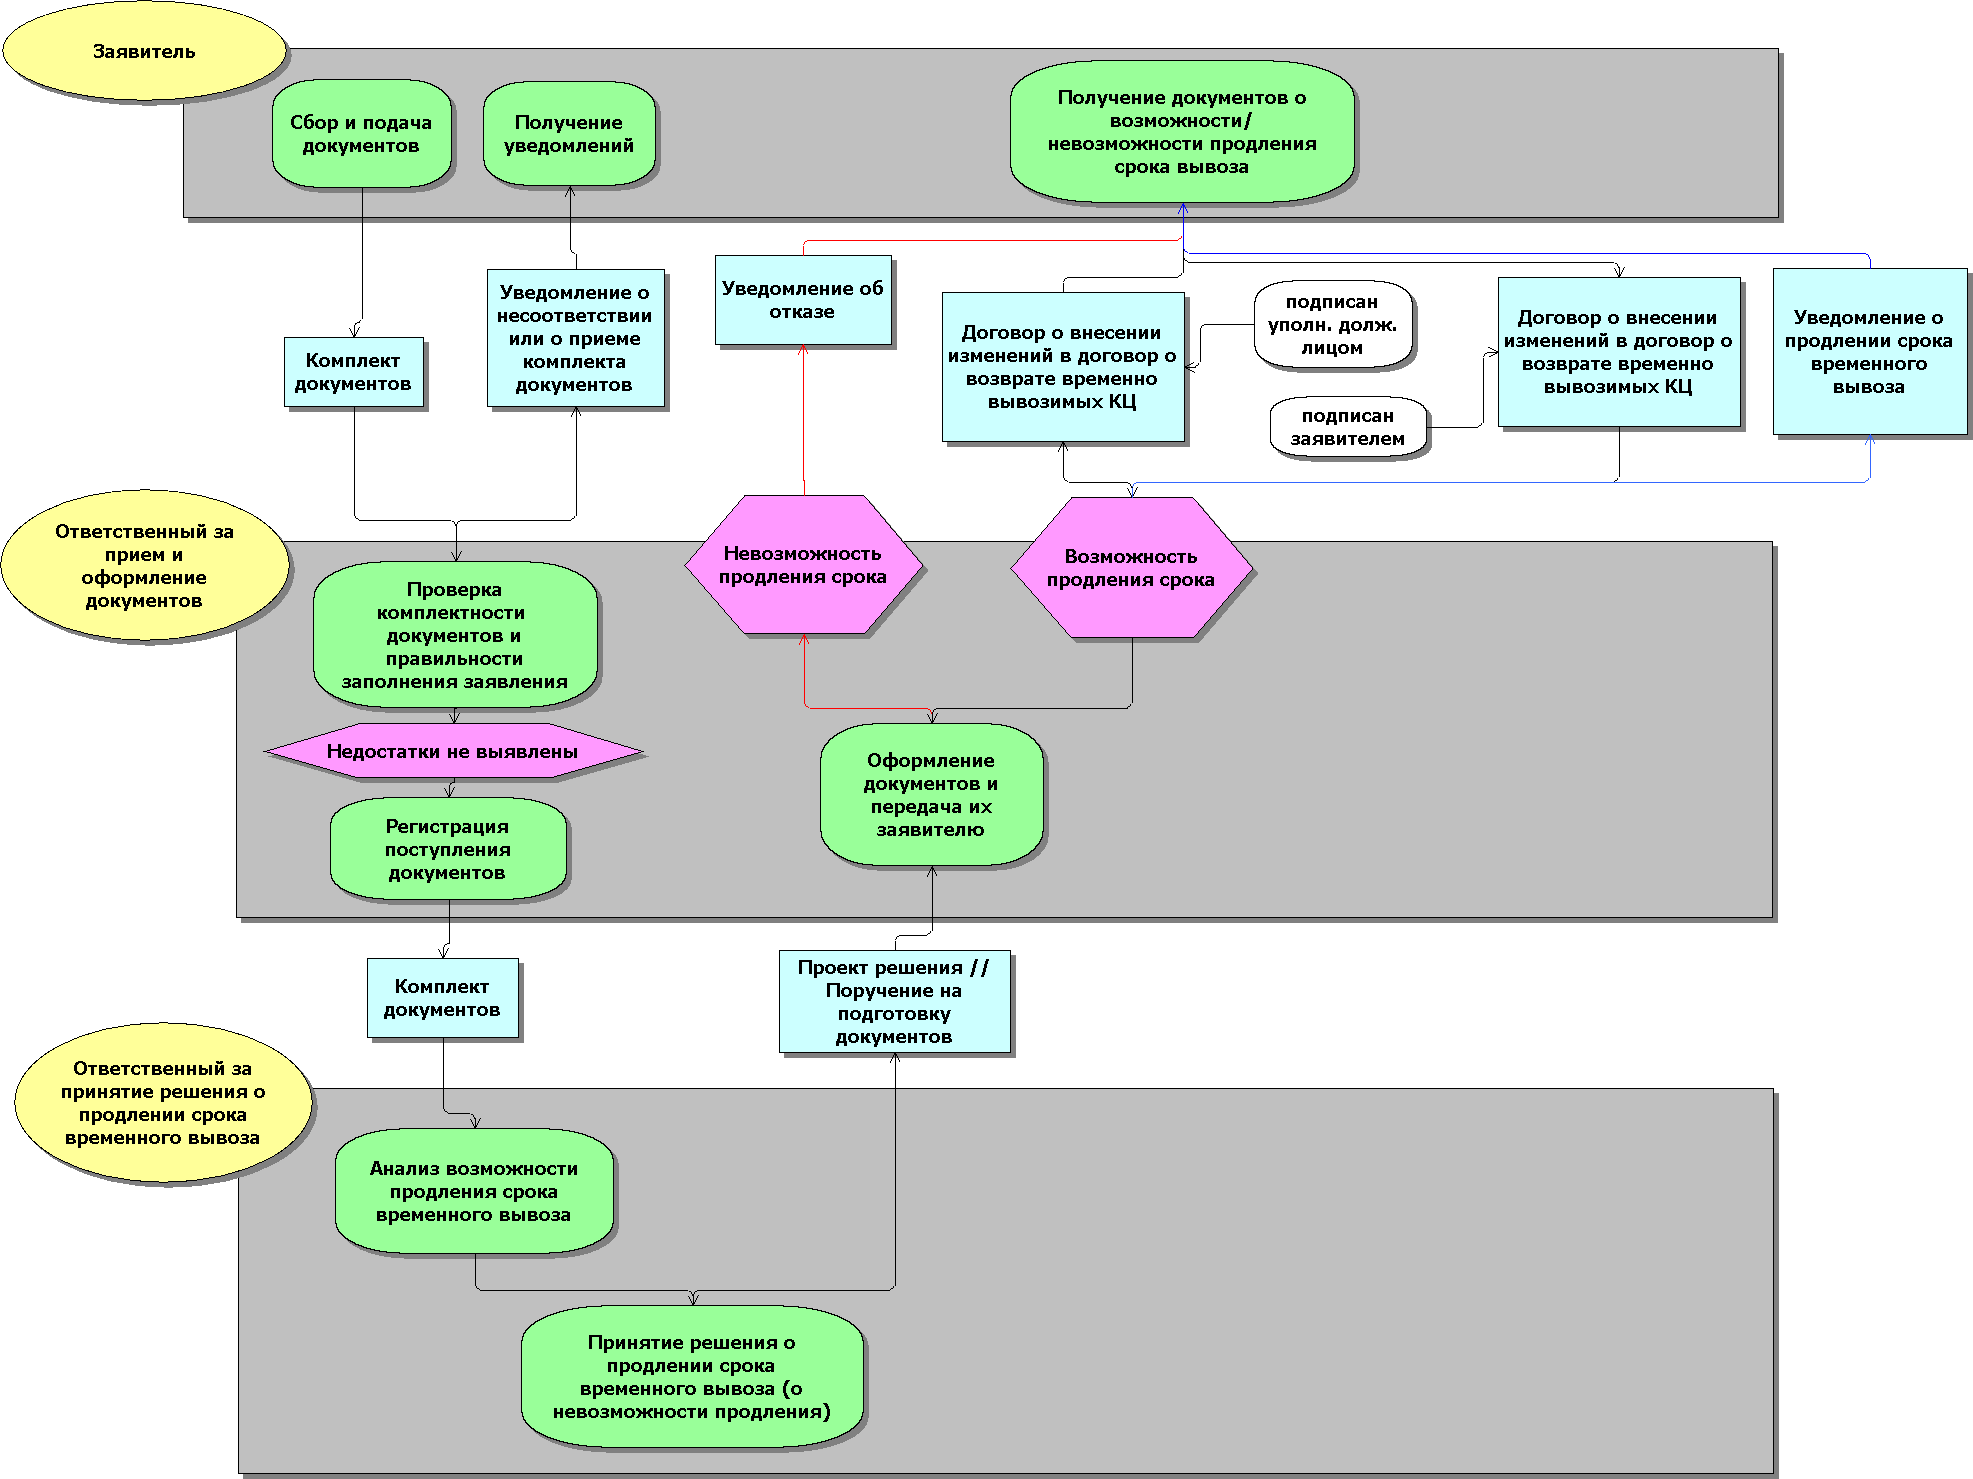 Заявитель
Сбор и подача
документов
Получение
уведомлений
Получение документов о
возможности/
невозможности продления
срока вывоза
Комплект
документов
Уведомление о
несоответствии
или о приеме
комплекта
документов
Уведомление об
отказе
Договор о внесении
изменений в договор о
возврате временно
вывозимых КЦ
подписан
уполн. долж.
лицом
подписан
заявителем
Договор о внесении
изменений в договор о
возврате временно
вывозимых КЦ
Уведомление о
продлении срока
временного
вывоза
Ответственный за
прием и
оформление
документов
Проверка
комплектности
документов и
правильности
заполнения заявления
Невозможность
продления срока
Возможность
продления срока
Недостатки не выявлены
Регистрация
поступления
документов
Оформление
документов и
передача их
заявителю
Комплект
документов
Проект решения //
Поручение на
подготовку
документов
Ответственный за
принятие решения о
продлении срока
временного вывоза
Анализ возможности
продления срока
временного вывоза
Принятие решения о
продлении срока
временного вывоза (о
невозможности продления)